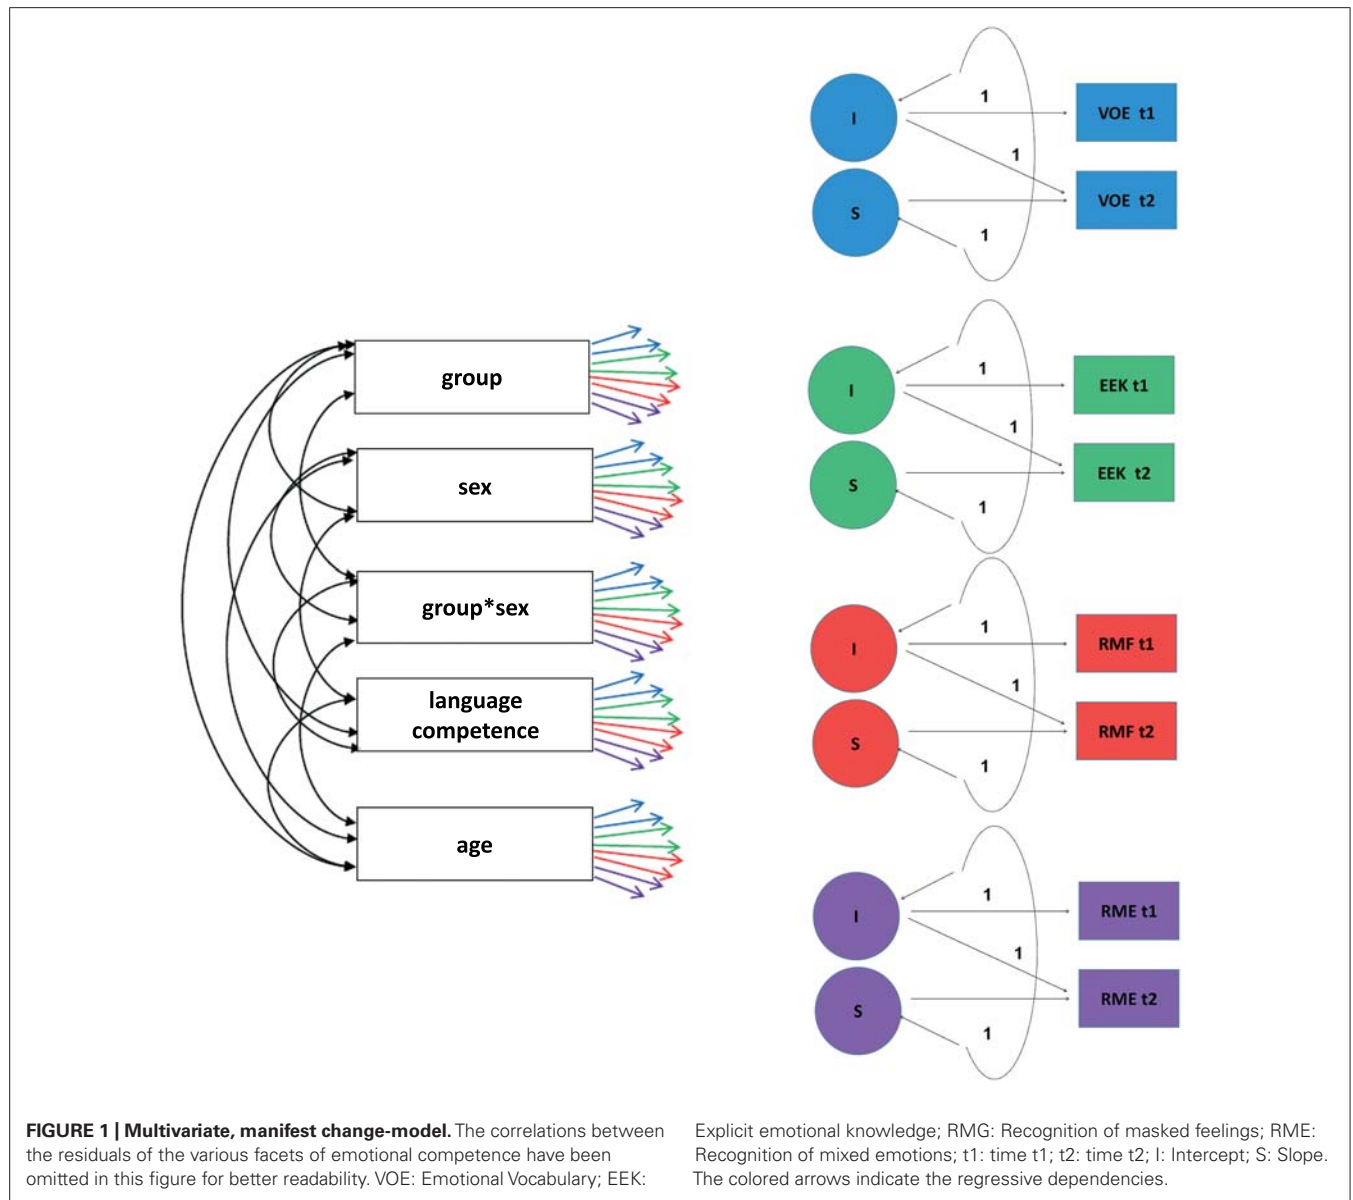 group
sex
group*sex
language
competence
age
I
1
VOE t1
1
S
VOE t2
1
I
1
EEK t1
1
S
EEK t2
1
I
1
RMF t1
1
S
RMF t2
1
I
1
RME t1
1
S
RME t2
1
FIGURE 1 | Multivariate, manifest change-model. The correlations between
the residuals of the various facets of emotional competence have been
omitted in this figure for better readability. VOE: Emotional Vocabulary; EEK:
Explicit emotional knowledge; RMG: Recognition of masked feelings; RME:
Recognition of mixed emotions; t1: time t1; t2: time t2; I: Intercept; S: Slope.
The colored arrows indicate the regressive dependencies.